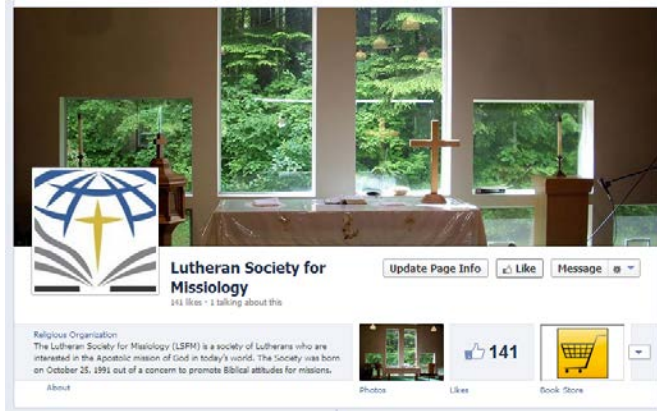 Lutheran Society for
Missiology
141 likes · 1 talking about this
Update Page Info
Like
Message
Religious Organization
The Lutheran Society for Missiology (LSFM) is a society of Lutherans who are
interested in the Apostolic mission of God in today's world. The Society was born
on October 25, 1991 out of a concern to promote Biblical attitudes for missions.
About
141
Photos
Likes
Book Store